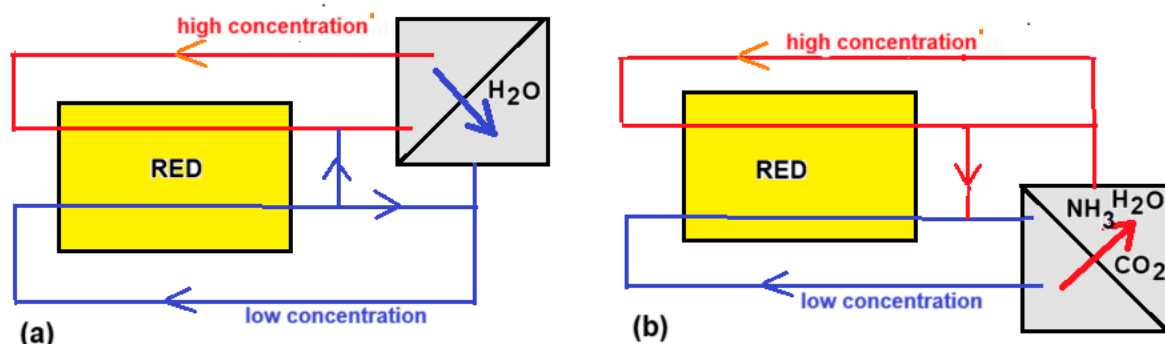 high concentration
H2O
RED
low concentration
(a)
high concentration
RED
NH3 H2O
CO2
low concentration
(b)